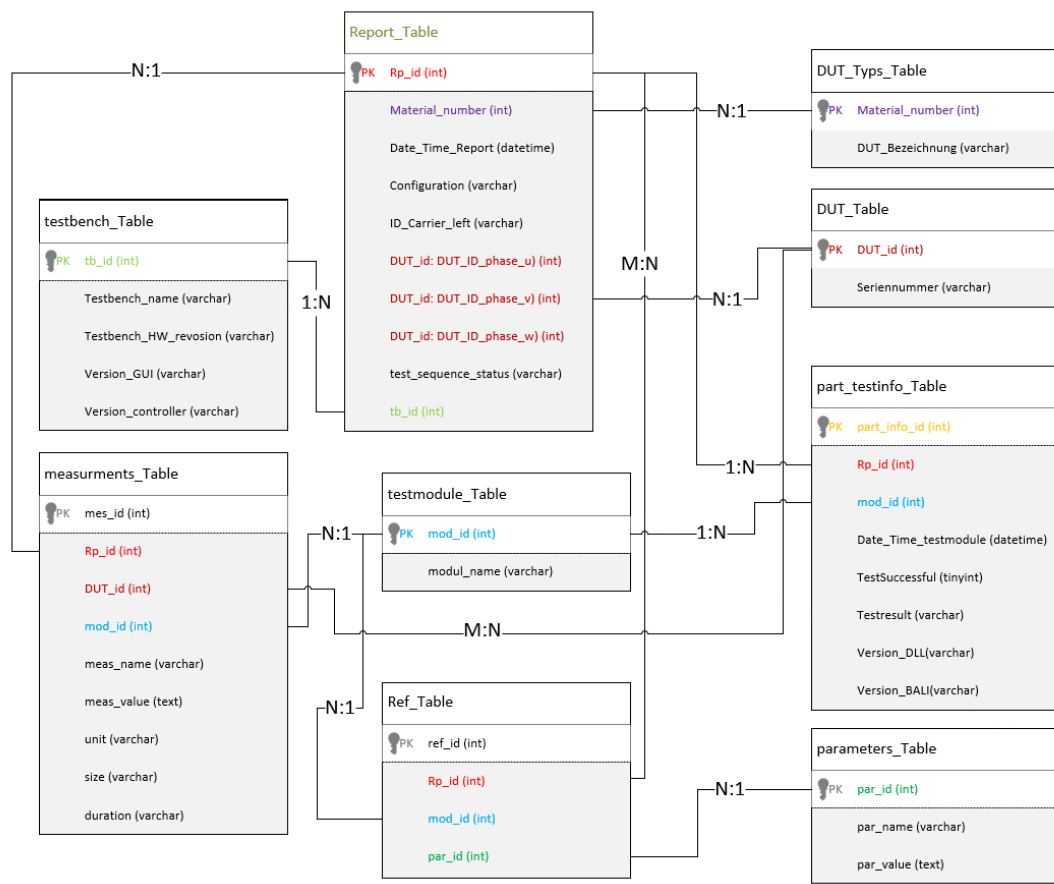 Report_Table
PK Rp_id (int)
Material_number (int)
Date_Time_Report (datetime)
Configuration (varchar)
ID_Carrier_left (varchar)
DUT_id: DUT_ID_phase_u) (int)
DUT_id: DUT_ID_phase_v) (int)
DUT_id: DUT_ID_phase_w) (int)
test_sequence_status (varchar)
tb_id (int)
N:1
N:1
DUT_Typs_Table
PK Material_number (int)
DUT_Bezeichnung (varchar)
testbench_Table
PK tb_id (int)
Testbench_name (varchar)
Testbench_HW_revosion (varchar)
Version_GUI (varchar)
Version_controller (varchar)
1:N
M:N
N:1
DUT_Table
PK DUT_id (int)
Seriennummer (varchar)
part_testinfo_Table
PK part_info_id (int)
Rp_id (int)
mod_id (int)
Date_Time_testmodule (datetime)
TestSuccessful (tinyint)
Testresult (varchar)
Version_DLL(varchar)
Version_BALI(varchar)
1:N
1:N
measurments_Table
PK mes_id (int)
Rp_id (int)
DUT_id (int)
mod_id (int)
meas_name (varchar)
meas_value (text)
unit (varchar)
size (varchar)
duration (varchar)
N:1
testmodule_Table
PK mod_id (int)
modul_name (varchar)
M:N
N:1
Ref_Table
PK ref_id (int)
Rp_id (int)
mod_id (int)
par_id (int)
N:1
parameters_Table
PK par_id (int)
par_name (varchar)
par_value (text)